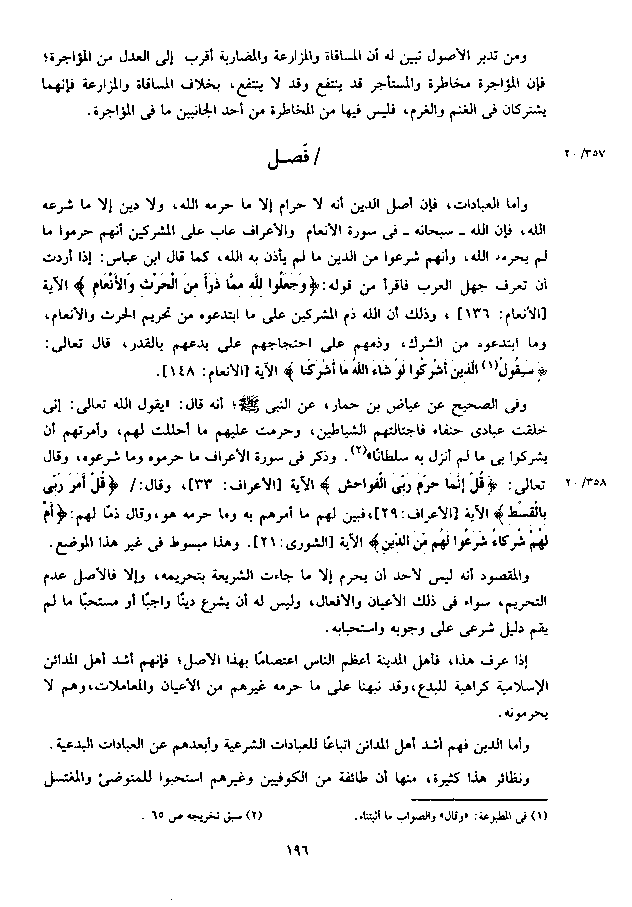 ومن تدبر الأصول تبين له أن المساقاة والمزارعة والمضاربة أقرب إلى العدل من المؤاجرة؛
فإن المؤاجرة مخاطرة والمستأجر قد ينتفع وقد لا ينتفع، بخلاف المساقاة والمزارعة فإنهما
يشتركان فى الغنم والغرم، فليس فيها من المخاطرة من أحد الجانبين ما فى المؤاجرة.
٢٠/٣٥٧
/ فَصل
وأما العبادات، فإن أصل الدين أنه لا حرام إلا ما حرمه الله، ولا دين إلا ما شرعه
الله، فإن الله ـ سبحانه ـ فى سورة الأنعام والأعراف عاب على المشركين أنهم حرموا ما
لم يحرمه الله، وأنهم شرعوا من الدين ما لم يأذن به الله، كما قال ابن عباس: إذا أردت
أن تعرف جهل العرب فاقرأ من قوله: ﴿ وَجَعَلُوا لِلَّهِ مِمَّا ذَرَأَ مِنَ الْحَرْثِ وَالْأَنْعَامِ ﴾ الآية
[الأنعام: ١٣٦] ، وذلك أن الله ذم المشركين على ما ابتدعوه من تحريم الحرث والأنعام،
وما ابتدعوه من الشرك، وذمهم على احتجاجهم على بدعهم بالقدر، قال تعالى:
﴿ سَيَقُولُ(١) الَّذِينَ أَشْرَكُوا لَوْ شَاءَ اللَّهُ مَا أَشْرَكْنَا ﴾ الآية [الأنعام: ١٤٨].
وفى الصحيح عن عياض بن حمار، عن النبى ﷺ؛ أنه قال: «يقول الله تعالى: إنى
خلقت عبادى حنفاء فاجتالتهم الشياطين، وحرمت عليهم ما أحللت لهم، وأمرتهم أن
يشركوا بى ما لم أنزل به سلطانًا»(٢). وذكر فى سورة الأعراف ما حرموه وما شرعوه، وقال
٢٠/٣٥٨
تعالى: ﴿قُلْ إِنَّمَا حَرَّمَ رَبِّىَ الْفَوَاحِشَ ﴾ الآية [الأعراف: ٣٣]، وقال:/ ﴿قُلْ أَمَرَ رَبِّى
بِالْقِسْطِ ﴾ الآية [الأعراف:٢٩]،فبين لهم ما أمرهم به وما حرمه هو، وقال ذمًا لهم: ﴿أَمْ
لَهُمْ شُرَكَاءُ شَرَعُوا لَهُم مِّنَ الدِّينِ﴾ الآية [الشورى:٢١]. وهذا مبسوط فى غير هذا الموضع.
والمقصود أنه ليس لأحد أن يحرم إلا ما جاءت الشريعة بتحريمه، وإلا فالأصل عدم
التحريم، سواء فى ذلك الأعيان والأفعال، وليس له أن يشرع دينًا واجبًا أو مستحبًا ما لم
يقم دليل شرعى على وجوبه واستحبابه.
إذا عرف هذا، فأهل المدينة أعظم الناس اعتصامًا بهذا الأصل؛ فإنهم أشد أهل المدائن
الإسلامية كراهية للبدع،وقد نبهنا على ما حرمه غيرهم من الأعيان والمعاملات،وهم لا
يحرمونه.
وأما الدين فهم أشد أهل المدائن اتباعًا للعبادات الشرعية وأبعدهم عن العبادات البدعية.
ونظائر هذا كثيرة، منها أن طائفة من الكوفيين وغيرهم استحبوا للمتوضئ والمغتسل
(١) فى المطبوعة: «وقال» والصواب ما أثبتناه. (٢) سبق تخريجه ص ٦٥ .
١٩٦